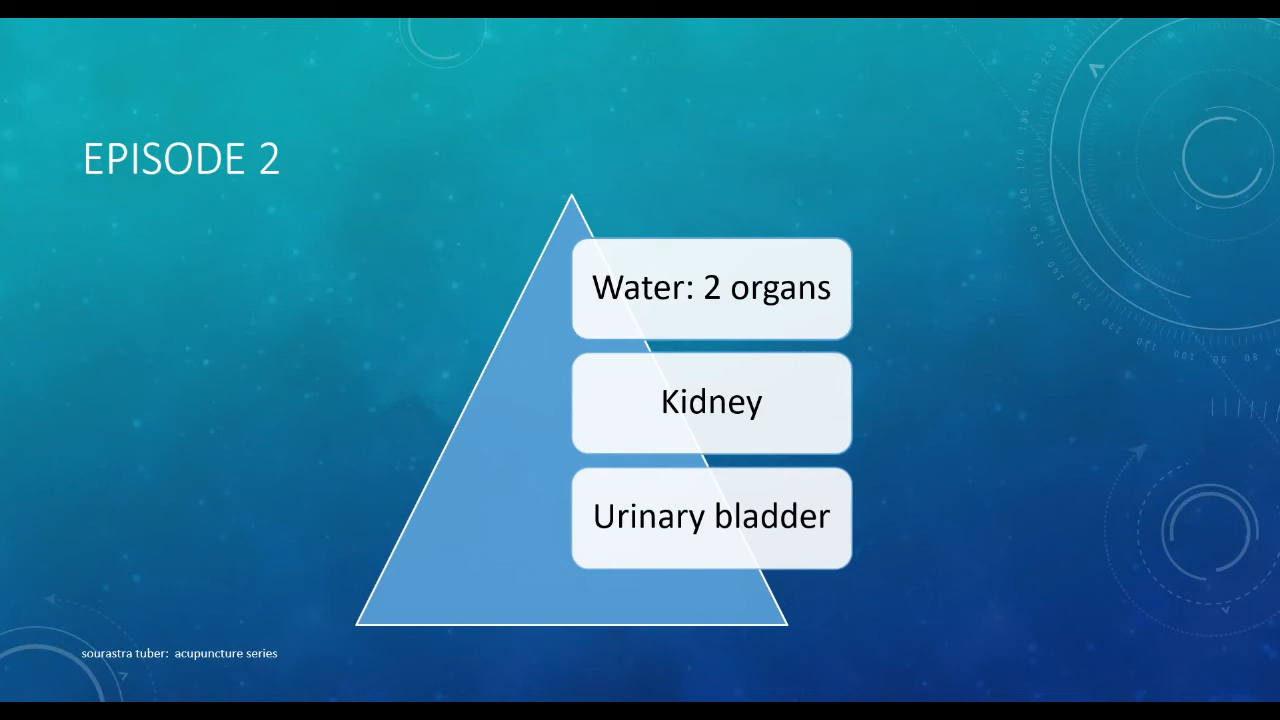 EPISODE 2
Water: 2 organs
Kidney
Urinary bladder
sourastra tuber: acupuncture series